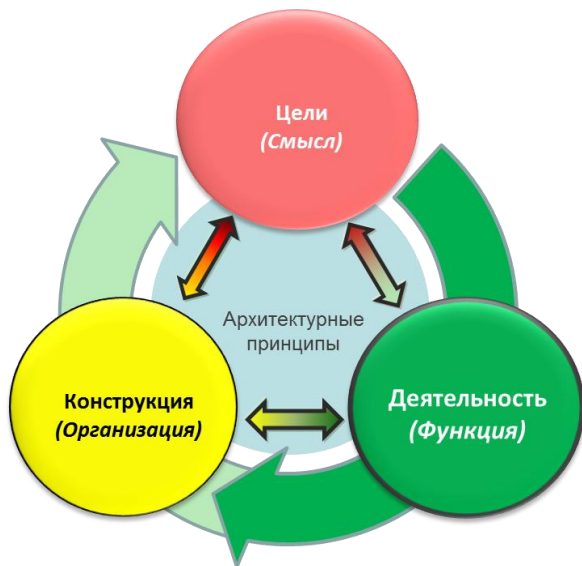 Цели
(Смысл)
Архитектурные
принципы
Конструкция
(Организация)
Деятельность
(Функция)